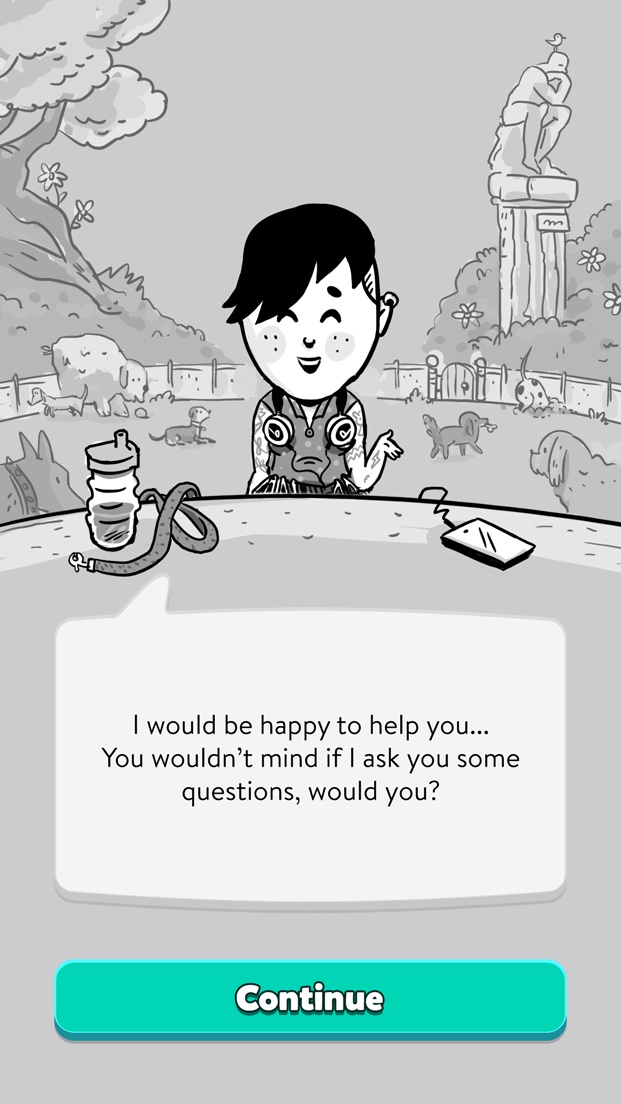 I would be happy to help you...
You wouldn't mind if I ask you some
questions, would you?
Continue